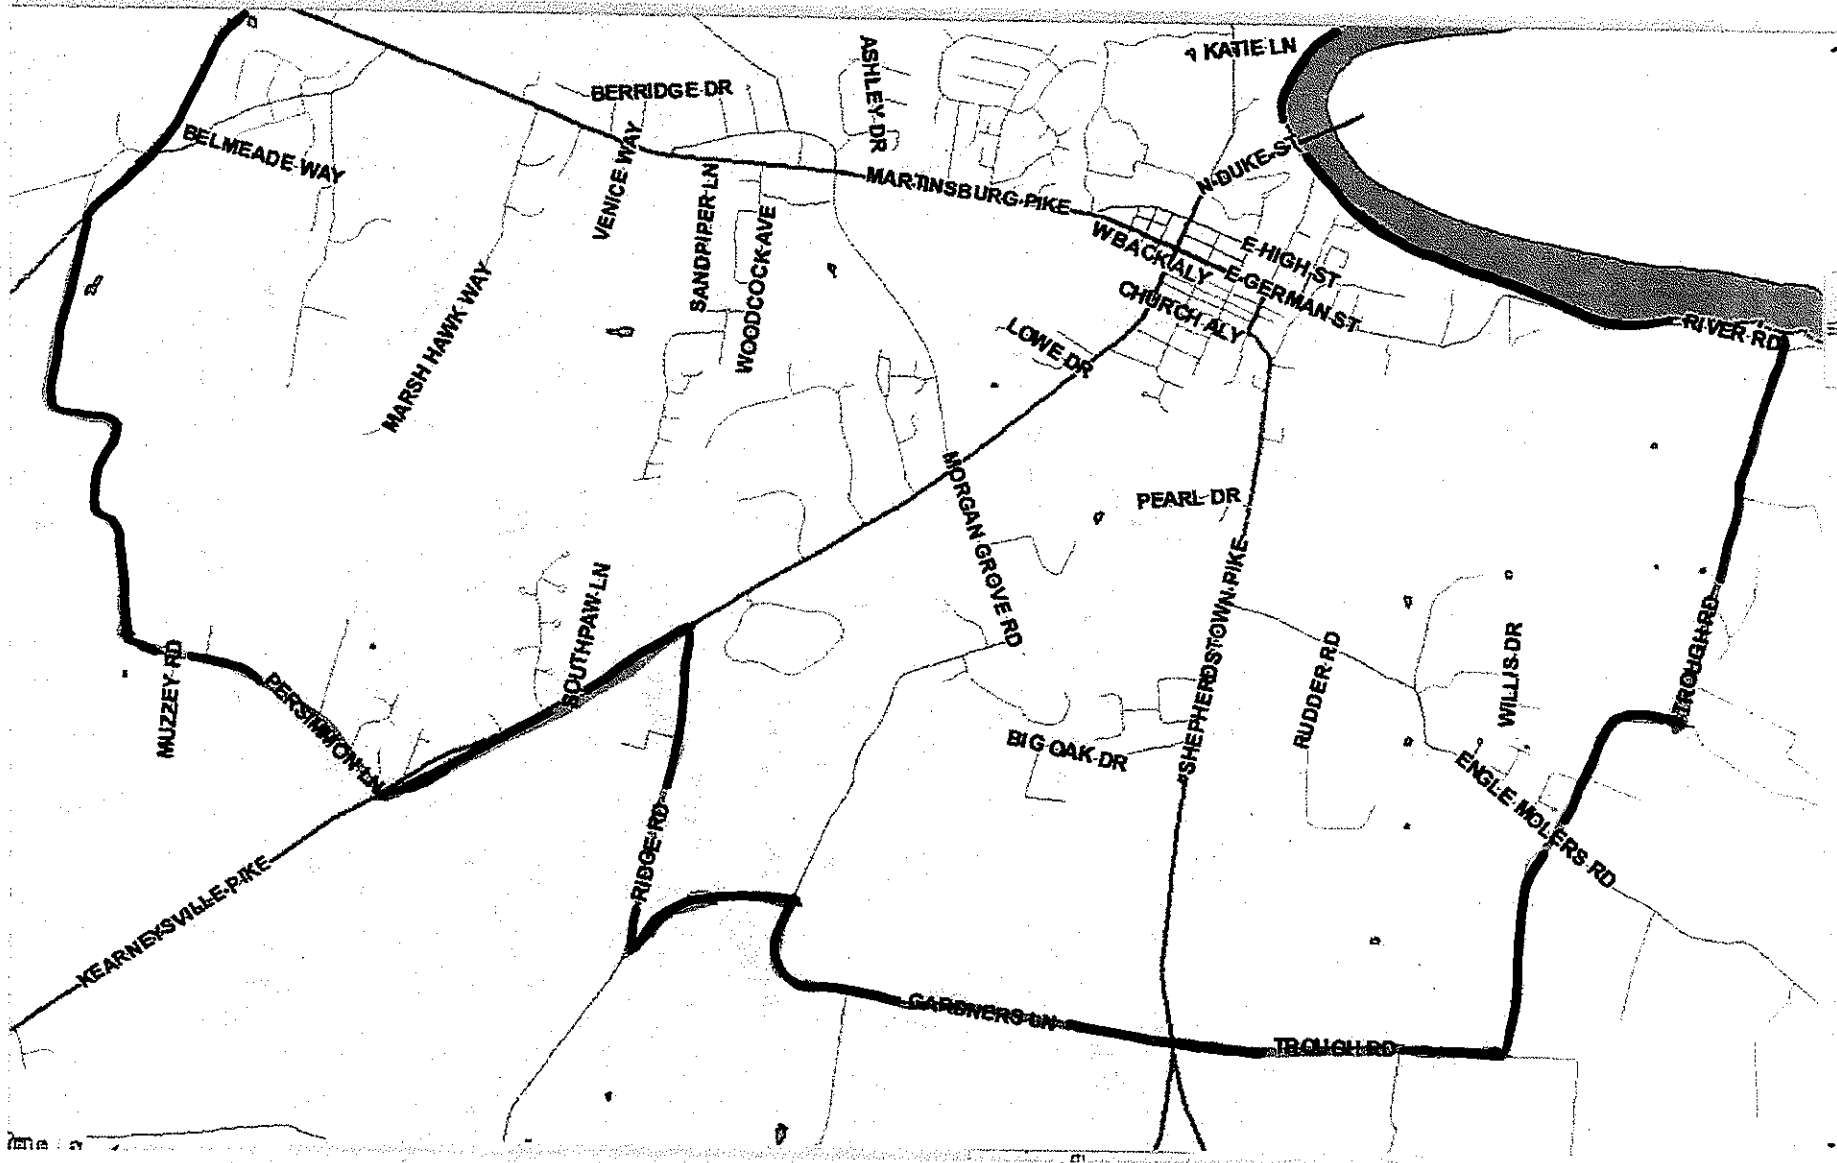 KATIE LN
ASHLEY DR
BERRIDGE DR
BELMEADE WAY
VENICE WAY
N DUKE ST
MARTINSBURG PIKE
SANDPIPER LN
WOODCOCK AVE
W BACK ALY
E HIGH ST
E GERMAN ST
CHURCH ALY
MARSH HAWK WAY
LOWE DR
RIVER RD
MORGAN GROVE RD
PEARL DR
SOUTHPAW LN
SHEPHERDSTOWN PIKE
TROUGH RD
MUZZEY RD
PERSIMMON LN
RUDDER RD
WILLIS DR
BIG OAK DR
ENGLE MOLERS RD
RIDGE RD
KEARNEYSVILLE PIKE
GARDNERS LN
TROUGH RD